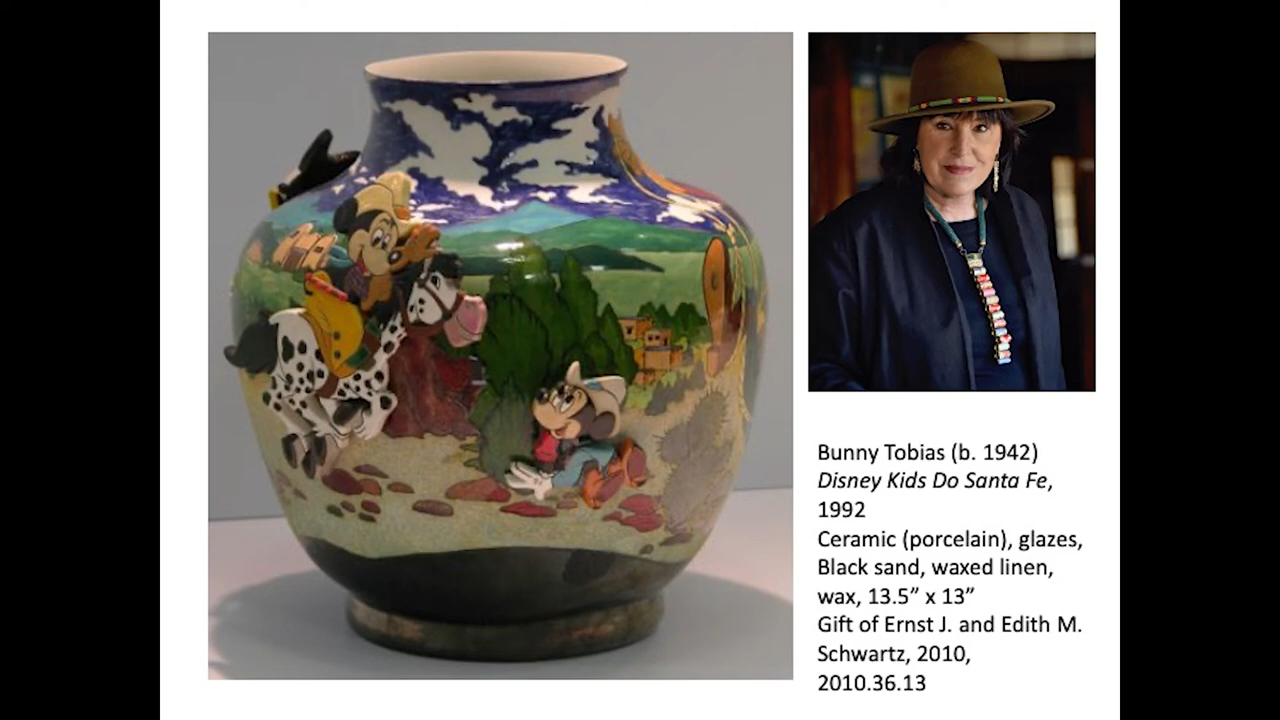 Bunny Tobias (b. 1942)
Disney Kids Do Santa Fe,
1992
Ceramic (porcelain), glazes,
Black sand, waxed linen,
wax, 13.5” x 13”
Gift of Ernst J. and Edith M.
Schwartz, 2010,
2010.36.13